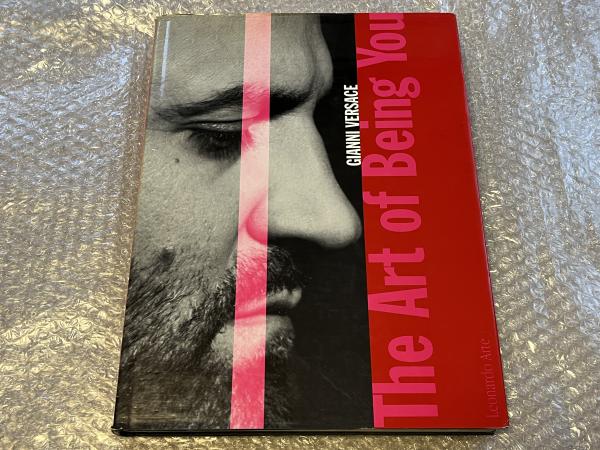 GIANNI VERSACE
The Art of Being You
Leonardo Arte